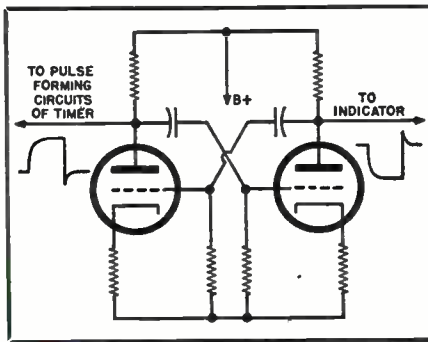 TO PULSE
FORMING
CIRCUITS
OF TIMER
B+
TO
INDICATOR